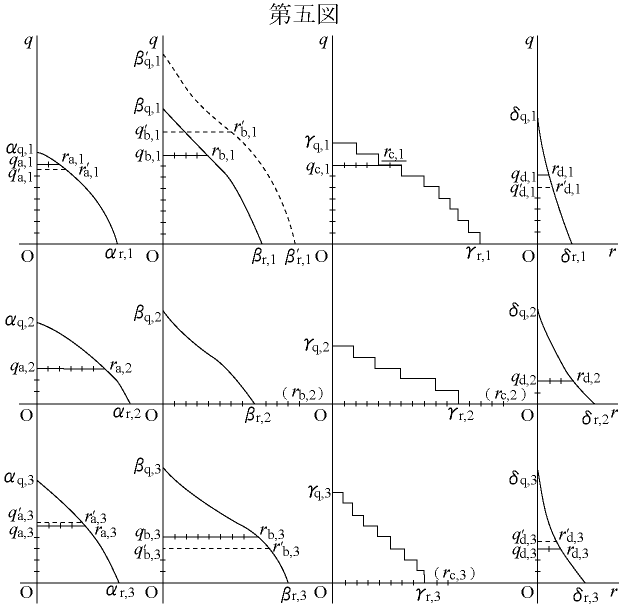 第五図
q q q q
β′q,1
βq,1 δq,1
αq,1 q′b,1 r′b,1 γq,1 rc,1
qa,1 ra,1 qb,1 rb,1 qc,1 qd,1 rd,1
q′a,1 r′a,1 q′d,1 r′d,1
O αr,1 O βr,1 β′r,1 O γr,1 O δr,1 r
αq,2 βq,2 γq,2 δq,2
qa,2 ra,2 qd,2 rd,2
(rb,2) (rc,2)
O αr,2 O βr,2 O γr,2 O δr,2 r
αq,3 βq,3 γq,3 δq,3
q′a,3 r′a,3 qb,3 rb,3 q′d,3 r′d,3
qa,3 ra,3 q′b,3 r′b,3 qd,3 rd,3
(rc,3)
O αr,3 O βr,3 O γr,3 O δr,3 r